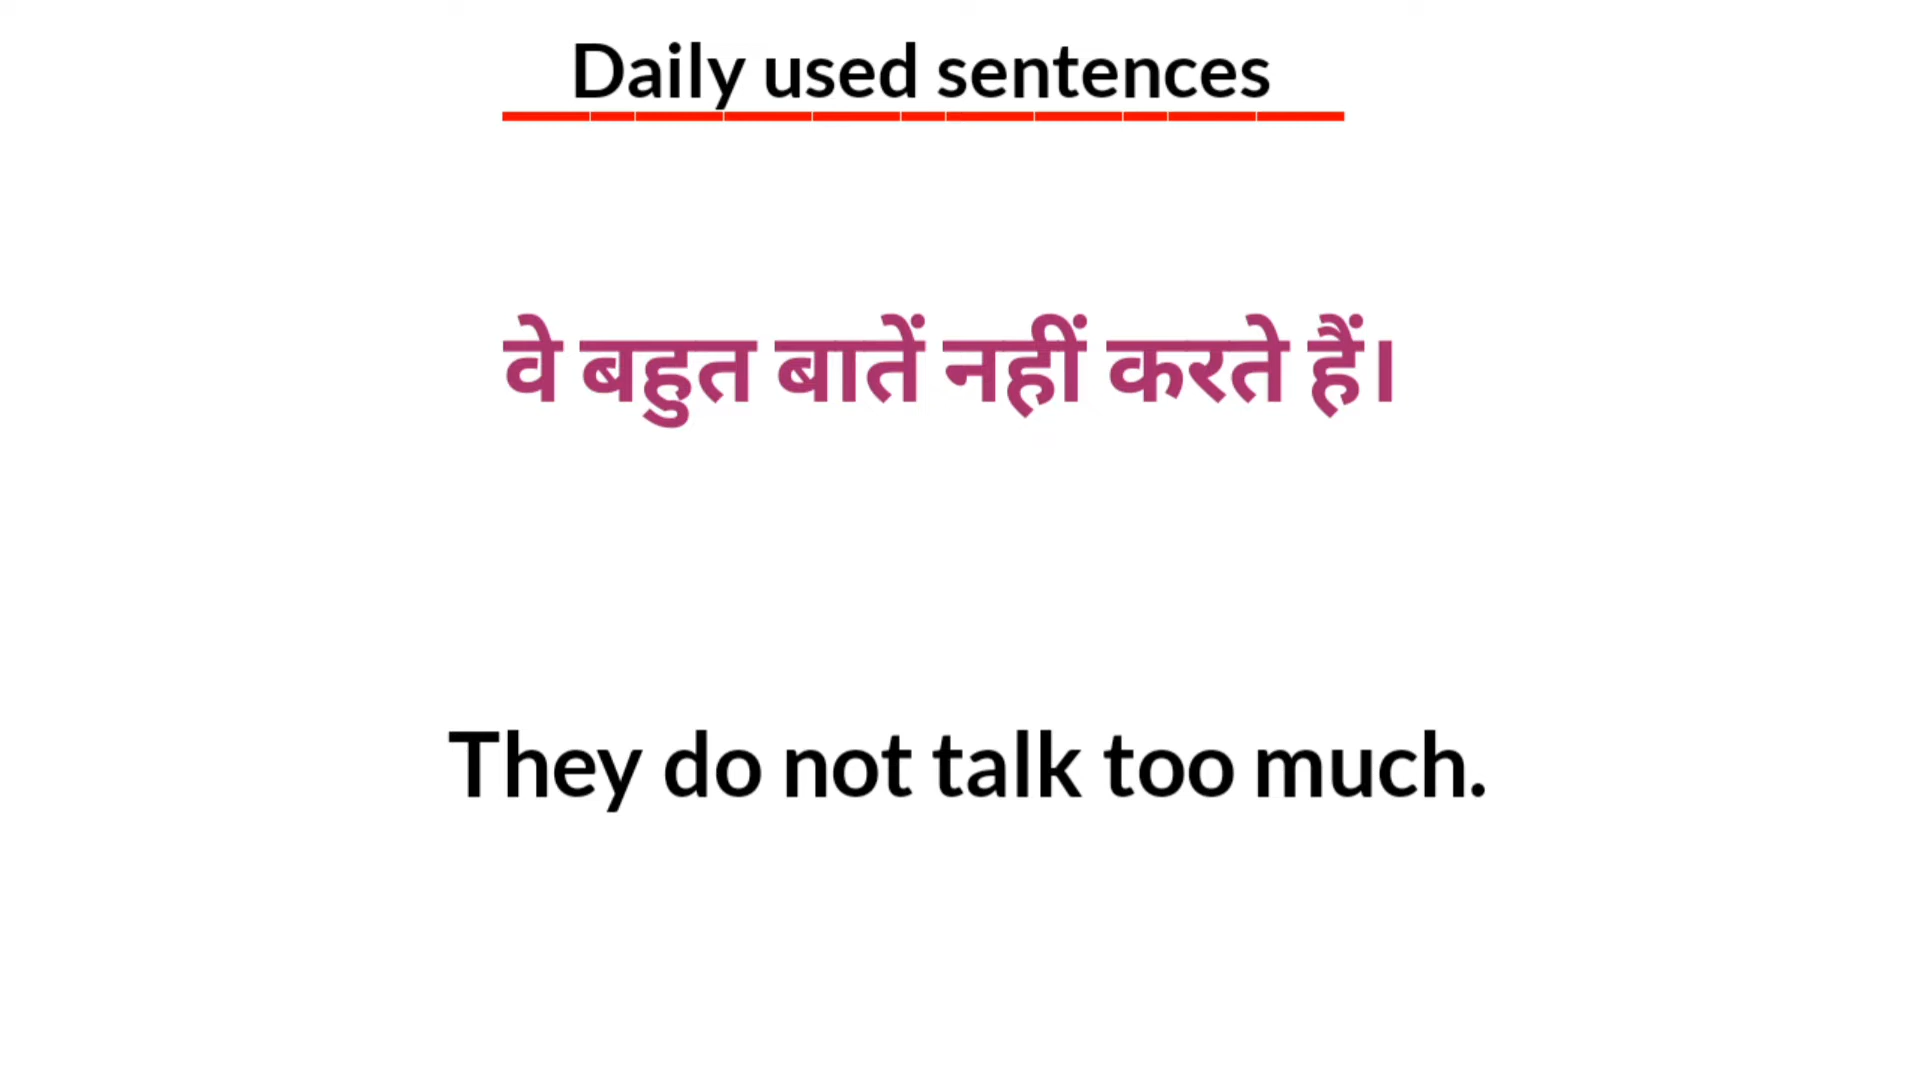 Daily used sentences
वे बहुत बातें नहीं करते हैं।
They do not talk too much.